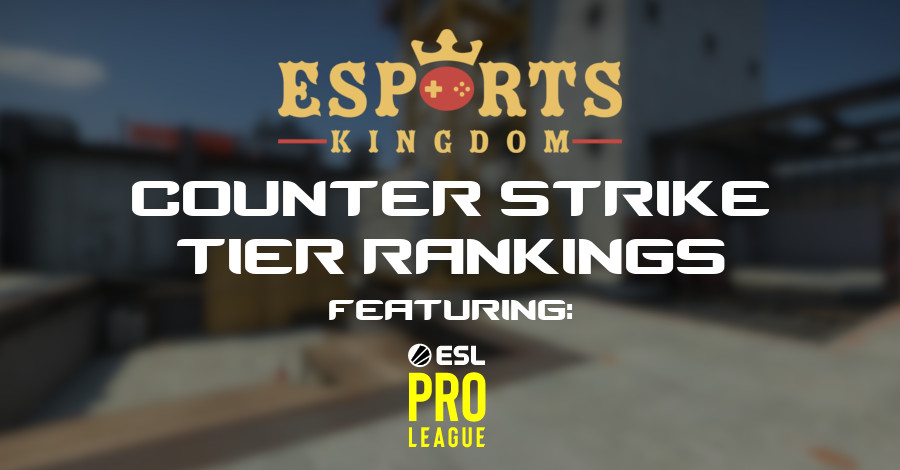 ESPORTS
KINGDOM
COUNTER STRIKE
TIER RANKINGS
FEATURING:
ESL
PRO
LEAGUE